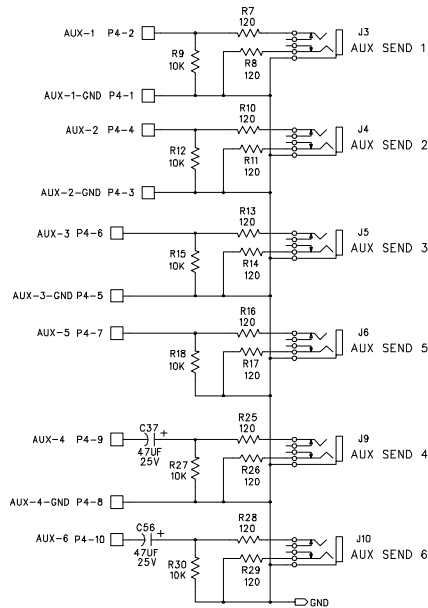 R7
120
J3
AUX-1 P4-2
AUX SEND 1
R9
10K
R8
120
AUX-1-GND P4-1
R10
120
J4
AUX-2 P4-4
AUX SEND 2
R12
10K
R11
120
AUX-2-GND P4-3
R13
120
J5
AUX-3 P4-6
AUX SEND 3
R15
10K
R14
120
AUX-3-GND P4-5
R16
120
J6
AUX-5 P4-7
AUX SEND 5
R18
10K
R17
120
R25
120
J9
C37
+
AUX-4 P4-9
AUX SEND 4
47UF
25V
R27
10K
R26
120
AUX-4-GND P4-8
R28
120
J10
C56
+
AUX-6 P4-10
AUX SEND 6
47UF
25V
R30
10K
R29
120
GND